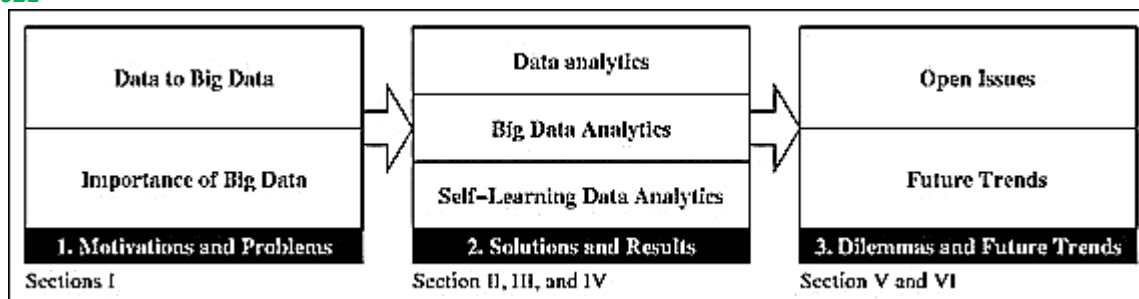 Data to Big Data
Importance of Big Data
1. Motivations and Problems
Sections I
Data analytics
Big Data Analytics
Self-Learning Data Analytics
2. Solutions and Results
Section II, III, and IV
Open Issues
Future Trends
3. Dilemmas and Future Trends
Section V and VI